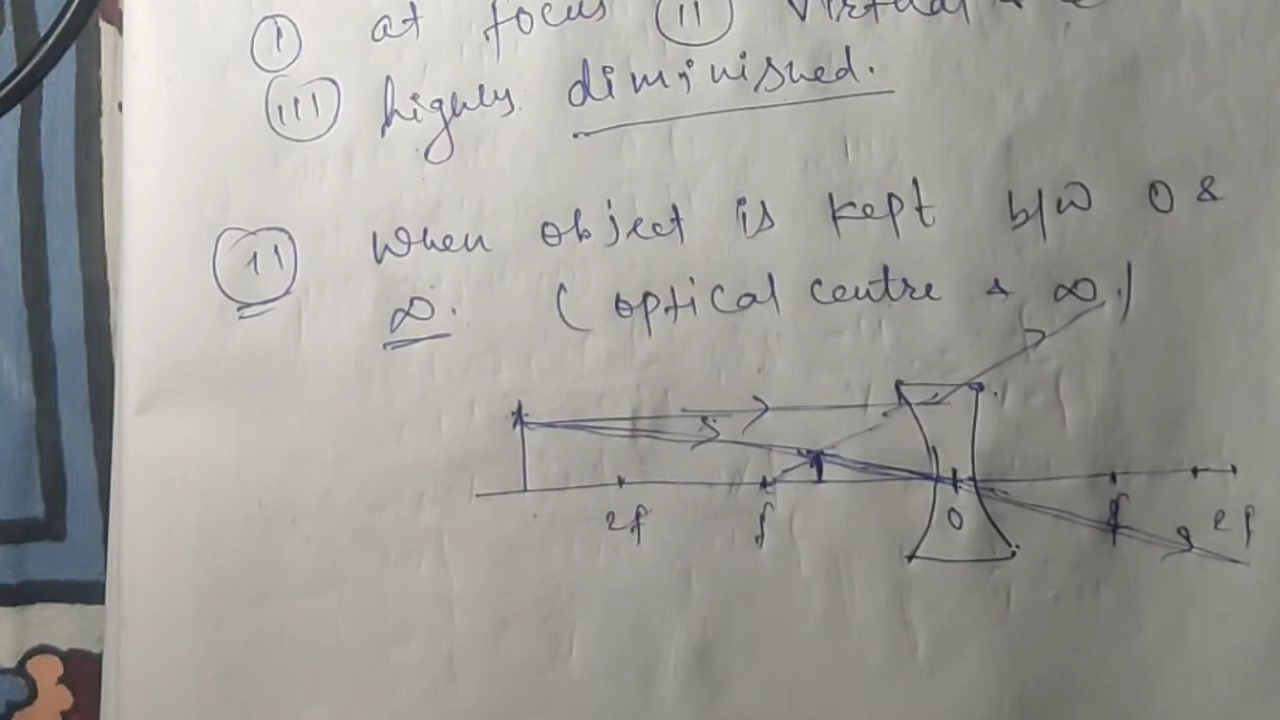 (i) at focus (ii) Virtual &
(iii) highly diminished.
(ii) When object is kept b/w O &
∞. (optical centre & ∞.)
2f f O f 2f